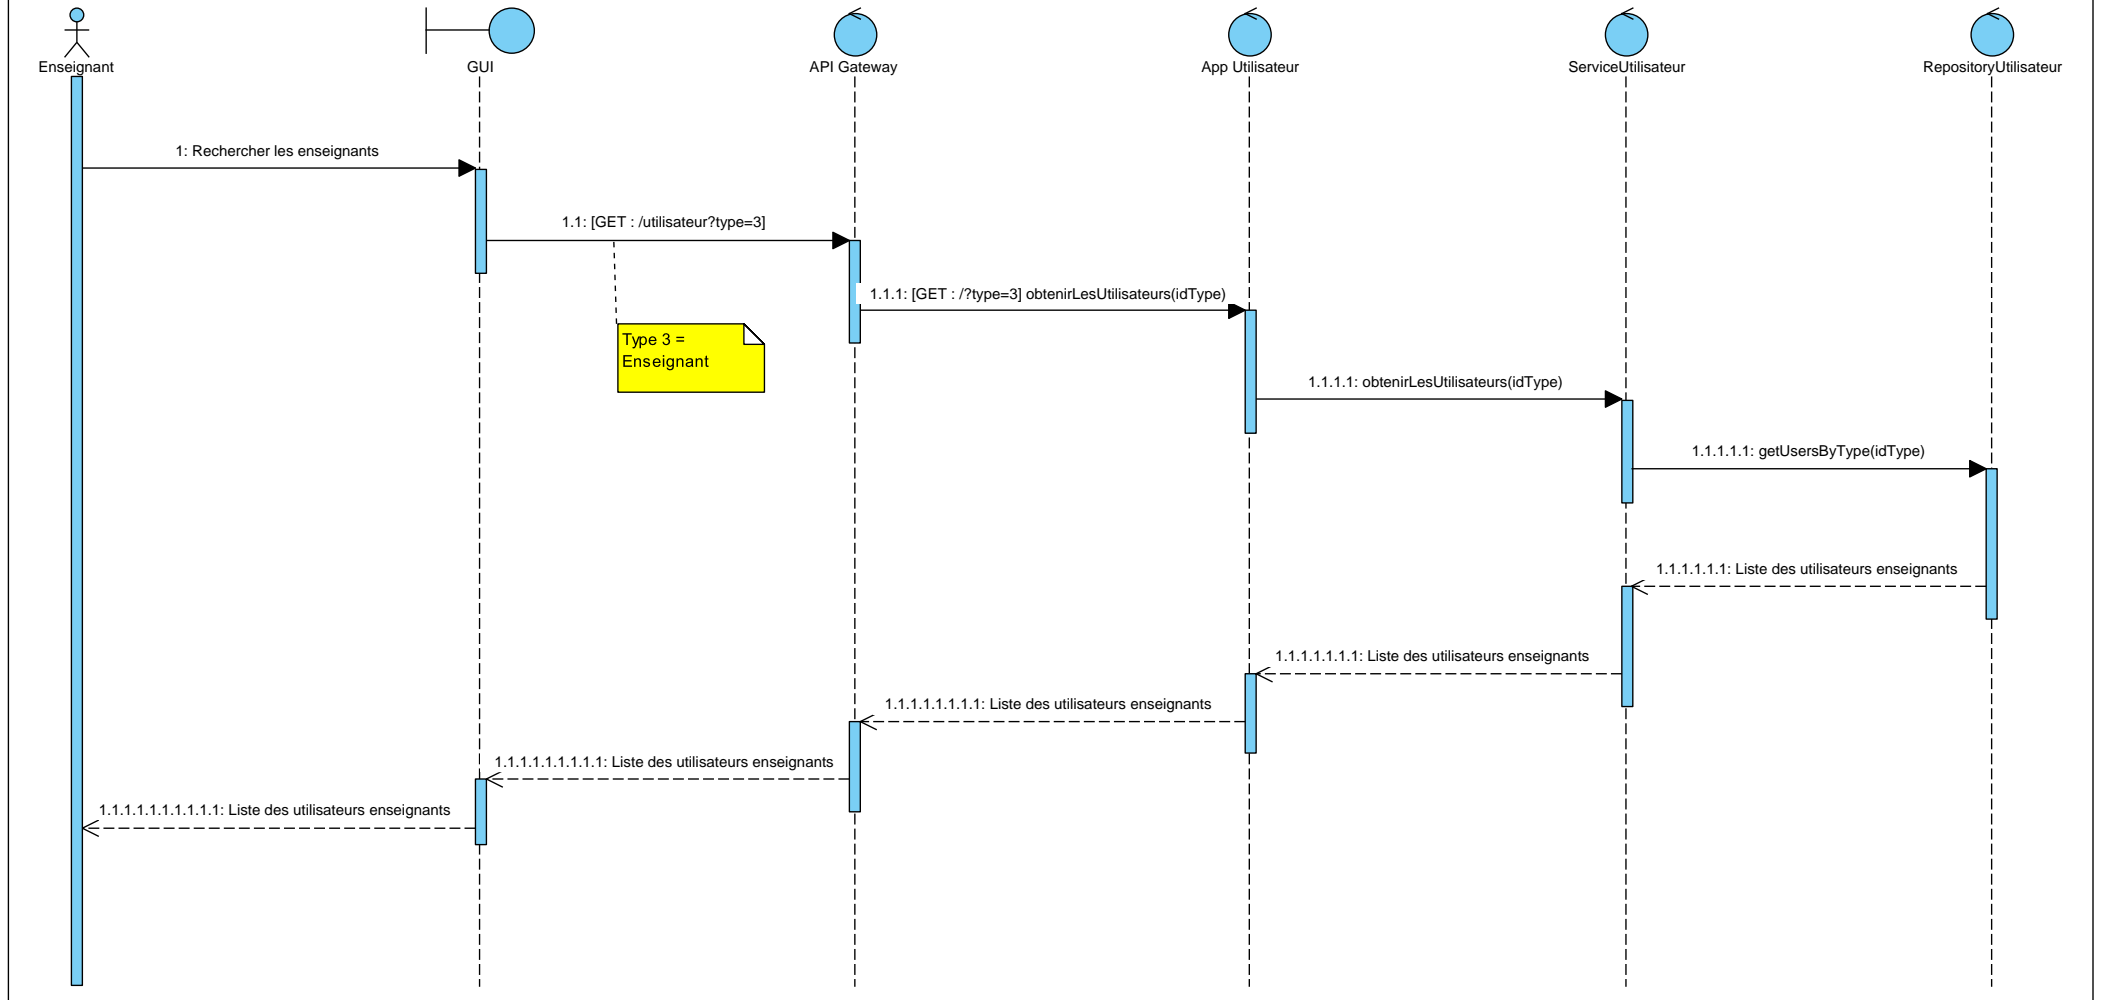 Enseignant
GUI
API Gateway
App Utilisateur
ServiceUtilisateur
RepositoryUtilisateur
1: Rechercher les enseignants
1.1: [GET : /utilisateur?type=3]
1.1.1: [GET : /?type=3] obtenirLesUtilisateurs(idType)
Type 3 =
Enseignant
1.1.1.1: obtenirLesUtilisateurs(idType)
1.1.1.1.1: getUsersByType(idType)
1.1.1.1.1.1: Liste des utilisateurs enseignants
1.1.1.1.1.1.1: Liste des utilisateurs enseignants
1.1.1.1.1.1.1.1: Liste des utilisateurs enseignants
1.1.1.1.1.1.1.1.1: Liste des utilisateurs enseignants
1.1.1.1.1.1.1.1.1.1: Liste des utilisateurs enseignants